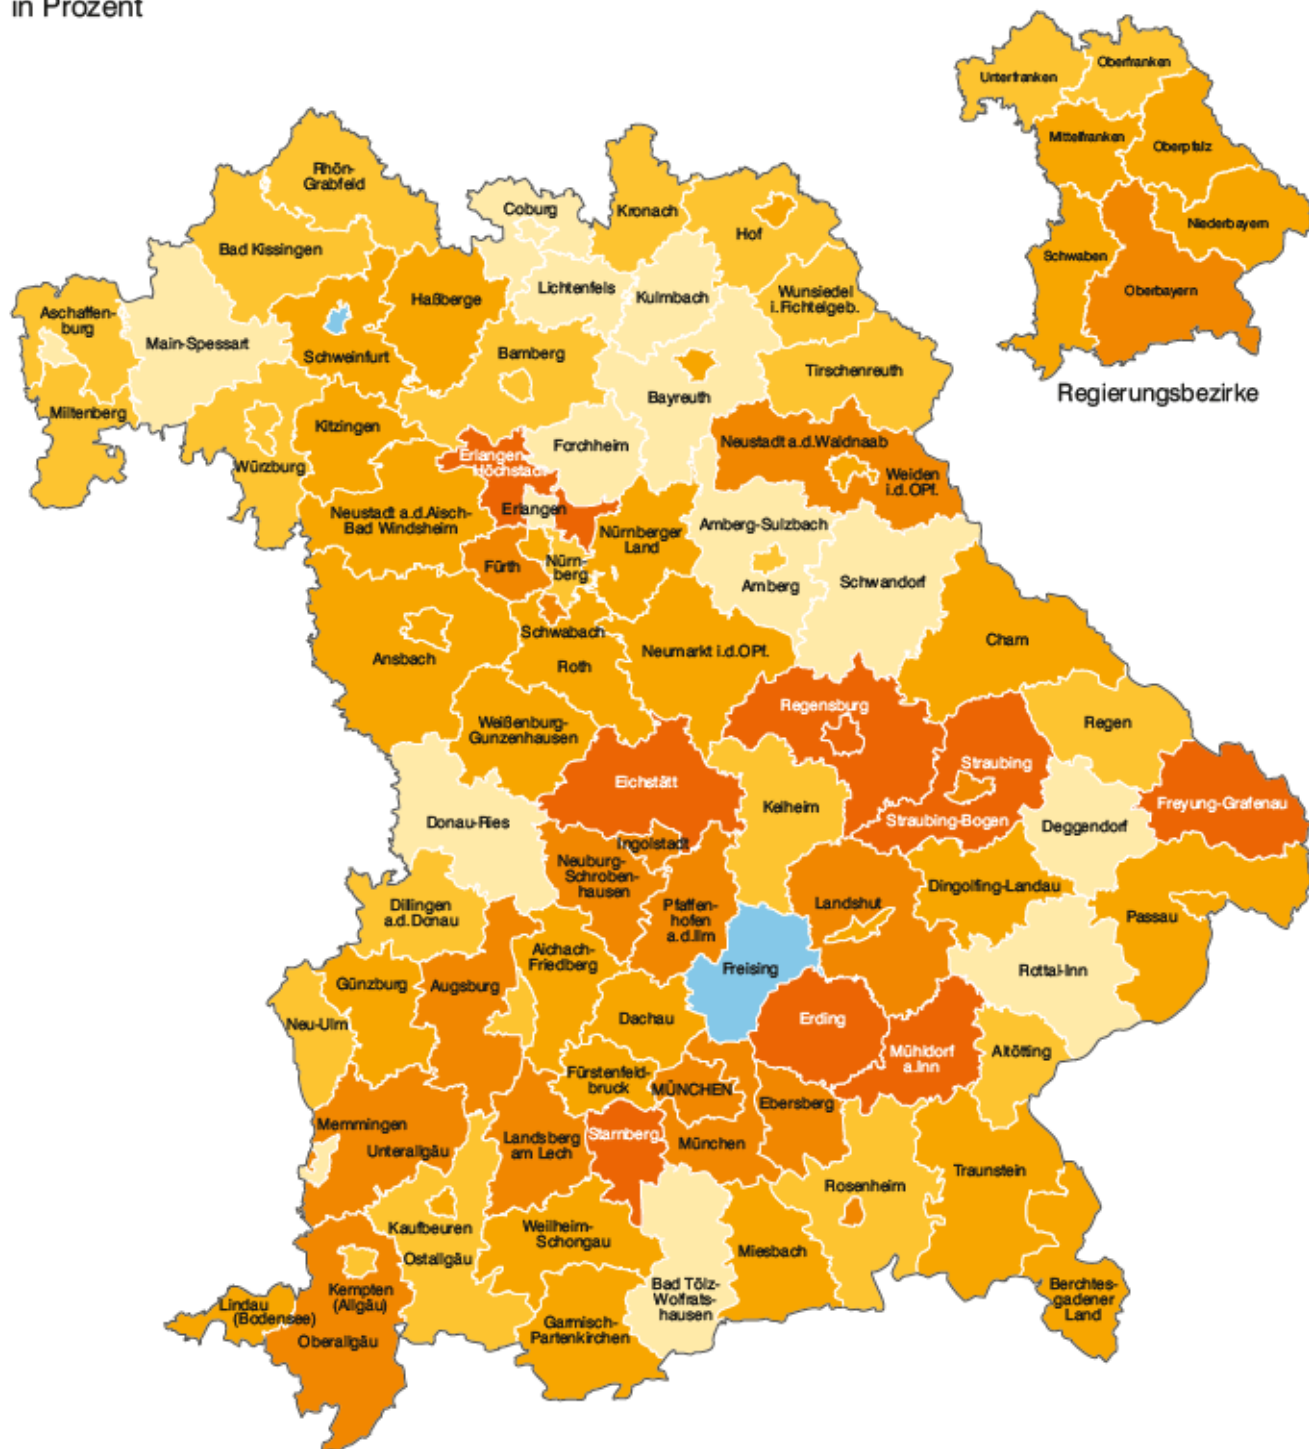 in Prozent
Unterfranken
Oberfranken
Mittelfranken
Oberpfalz
Niederbayern
Schwaben
Oberbayern
Regierungsbezirke
Rhön-
Grabfeld
Coburg
Kronach
Hof
Bad Kissingen
Haßberge
Lichtenfels
Kulmbach
Wunsiedel
i.Fichtelgeb.
Aschaffen-
burg
Main-Spessart
Schweinfurt
Bamberg
Bayreuth
Tirschenreuth
Miltenberg
Kitzingen
Würzburg
Forchheim
Neustadt a.d.Waldnaab
Weiden
i.d.OPf.
Erlangen-
Höchstadt
Erlangen
Neustadt a.d.Aisch-
Bad Windsheim
Nürnberger
Land
Amberg-Sulzbach
Amberg
Schwandorf
Fürth
Nürn-
berg
Schwabach
Roth
Ansbach
Neumarkt i.d.OPf.
Cham
Weißenburg-
Gunzenhausen
Regensburg
Regen
Eichstätt
Straubing
Straubing-Bogen
Freyung-Grafenau
Donau-Ries
Kelheim
Deggendorf
Ingolstadt
Neuburg-
Schroben-
hausen
Dillingen
a.d.Donau
Pfaffen-
hofen
a.d.Ilm
Landshut
Dingolfing-Landau
Passau
Aichach-
Friedberg
Freising
Rottal-Inn
Günzburg
Augsburg
Neu-Ulm
Dachau
Erding
Mühldorf
a.Inn
Altötting
Fürstenfeld-
bruck
MÜNCHEN
Ebersberg
Memmingen
Unterallgäu
Landsberg
am Lech
Starnberg
München
Traunstein
Rosenheim
Kaufbeuren
Ostallgäu
Weilheim-
Schongau
Miesbach
Bad Tölz-
Wolfrats-
hausen
Berchtes-
gadener
Land
Lindau
(Bodensee)
Kempten
(Allgäu)
Oberallgäu
Garmisch-
Partenkirchen